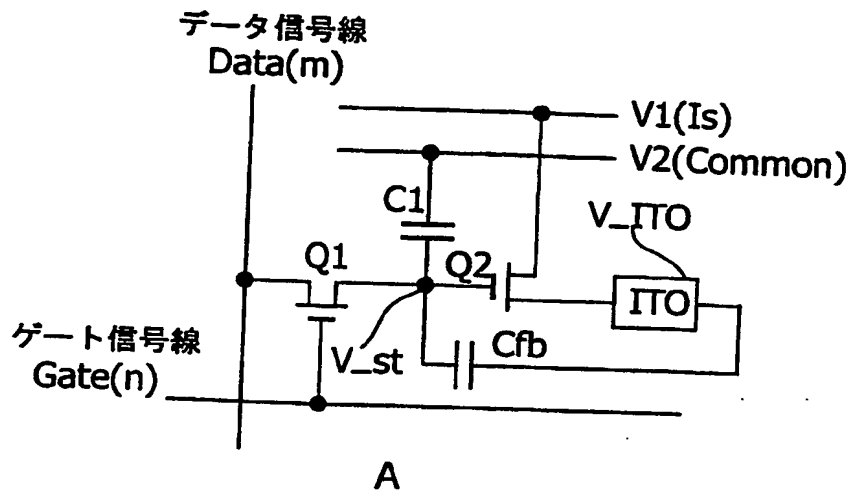 データ信号線
Data(m)
V1(Is)
V2(Common)
C1
V_ITO
Q1
Q2
ITO
ゲート信号線
Gate(n)
V_st
Cfb
A